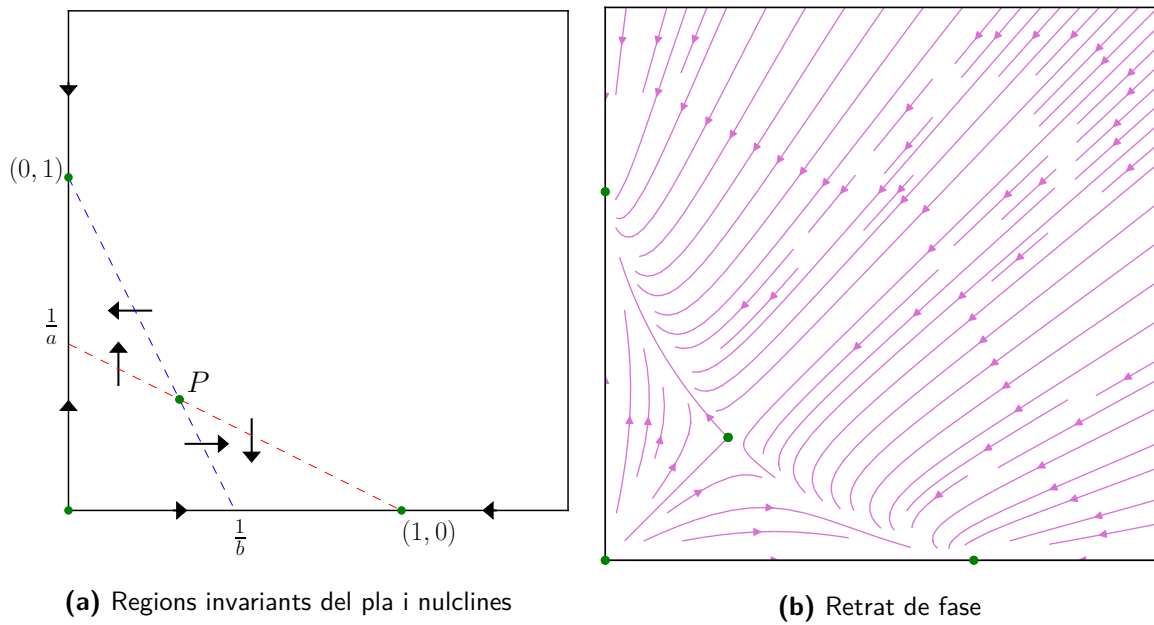 (0, 1)
1/a
P
1/b
(1, 0)
(a) Regions invariants del pla i nulclines
(b) Retrat de fase